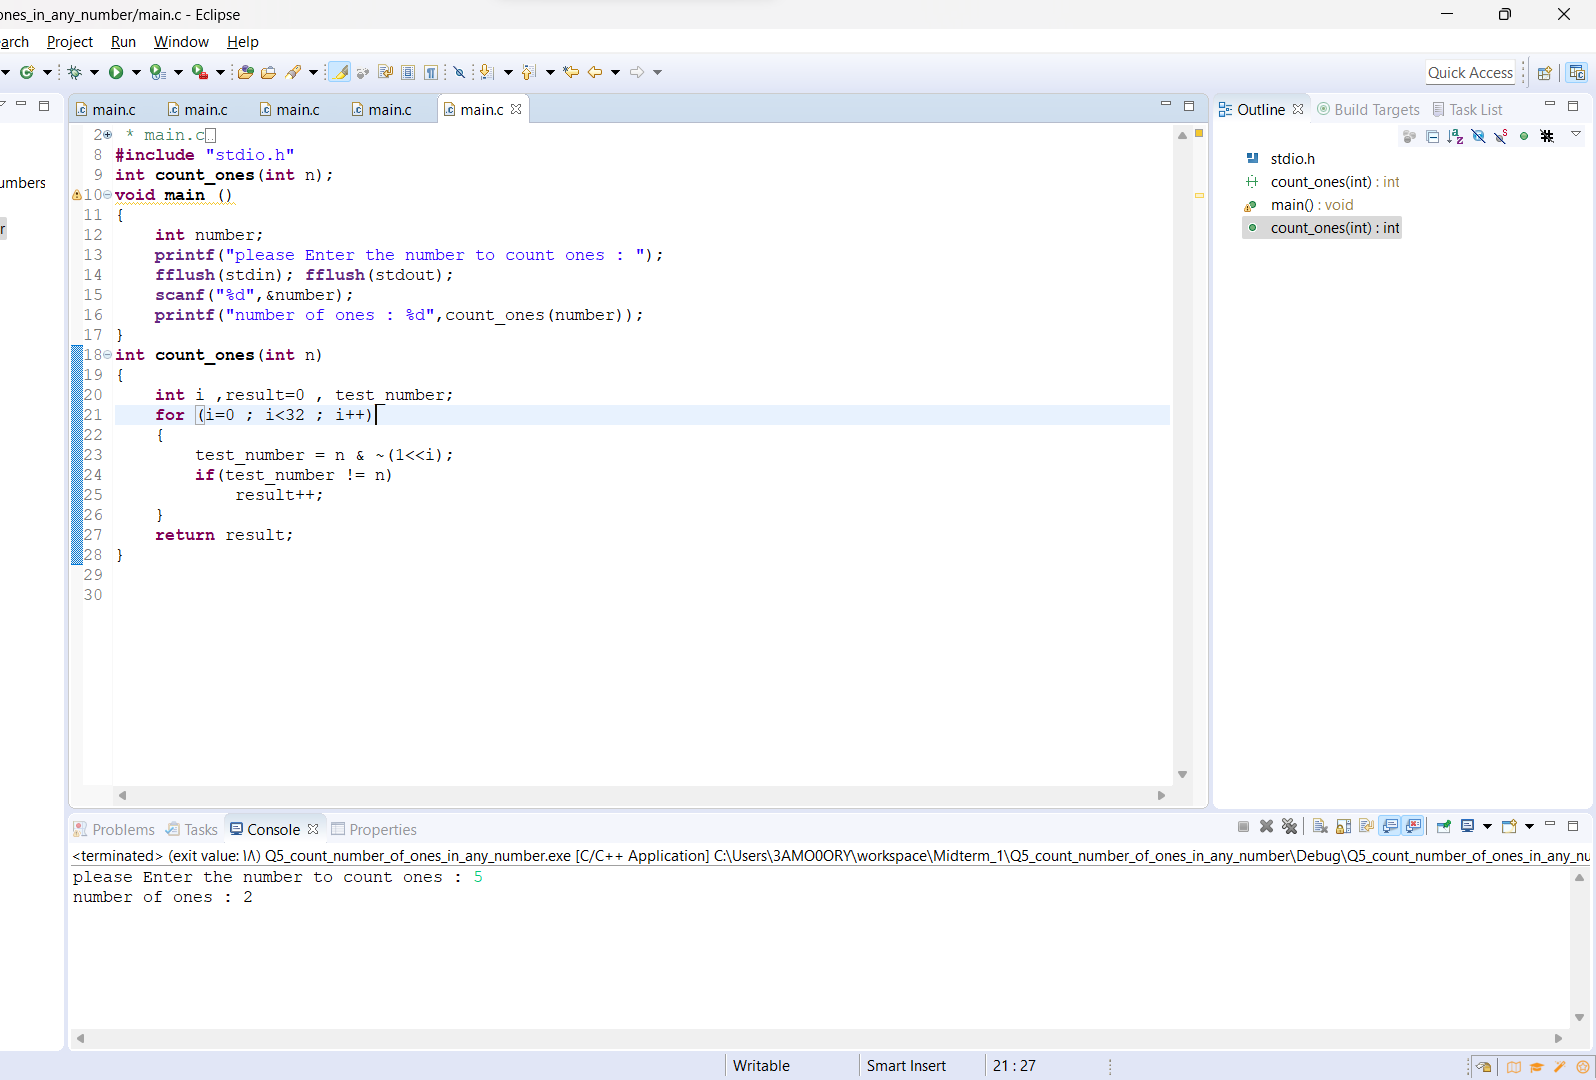 ones_in_any_number/main.c - Eclipse
arch Project Run Window Help
Quick Access
main.c main.c main.c main.c main.c
2 * main.c
8 #include "stdio.h"
9 int count_ones(int n);
10 void main ()
11 {
12 int number;
13 printf("please Enter the number to count ones : ");
14 fflush(stdin); fflush(stdout);
15 scanf("%d",&number);
16 printf("number of ones : %d",count_ones(number));
17 }
18 int count_ones(int n)
19 {
20 int i ,result=0 , test_number;
21 for (i=0 ; i<32 ; i++)
22 {
23 test_number = n & ~(1<<i);
24 if(test_number != n)
25 result++;
26 }
27 return result;
28 }
29
30
umbers
r
Outline Build Targets Task List
stdio.h
count_ones(int) : int
main() : void
count_ones(int) : int
Problems Tasks Console Properties
<terminated> (exit value: ١٨) Q5_count_number_of_ones_in_any_number.exe [C/C++ Application] C:\Users\3AMO0ORY\workspace\Midterm_1\Q5_count_number_of_ones_in_any_number\Debug\Q5_count_number_of_ones_in_any_nu
please Enter the number to count ones : 5
number of ones : 2
Writable Smart Insert 21 : 27